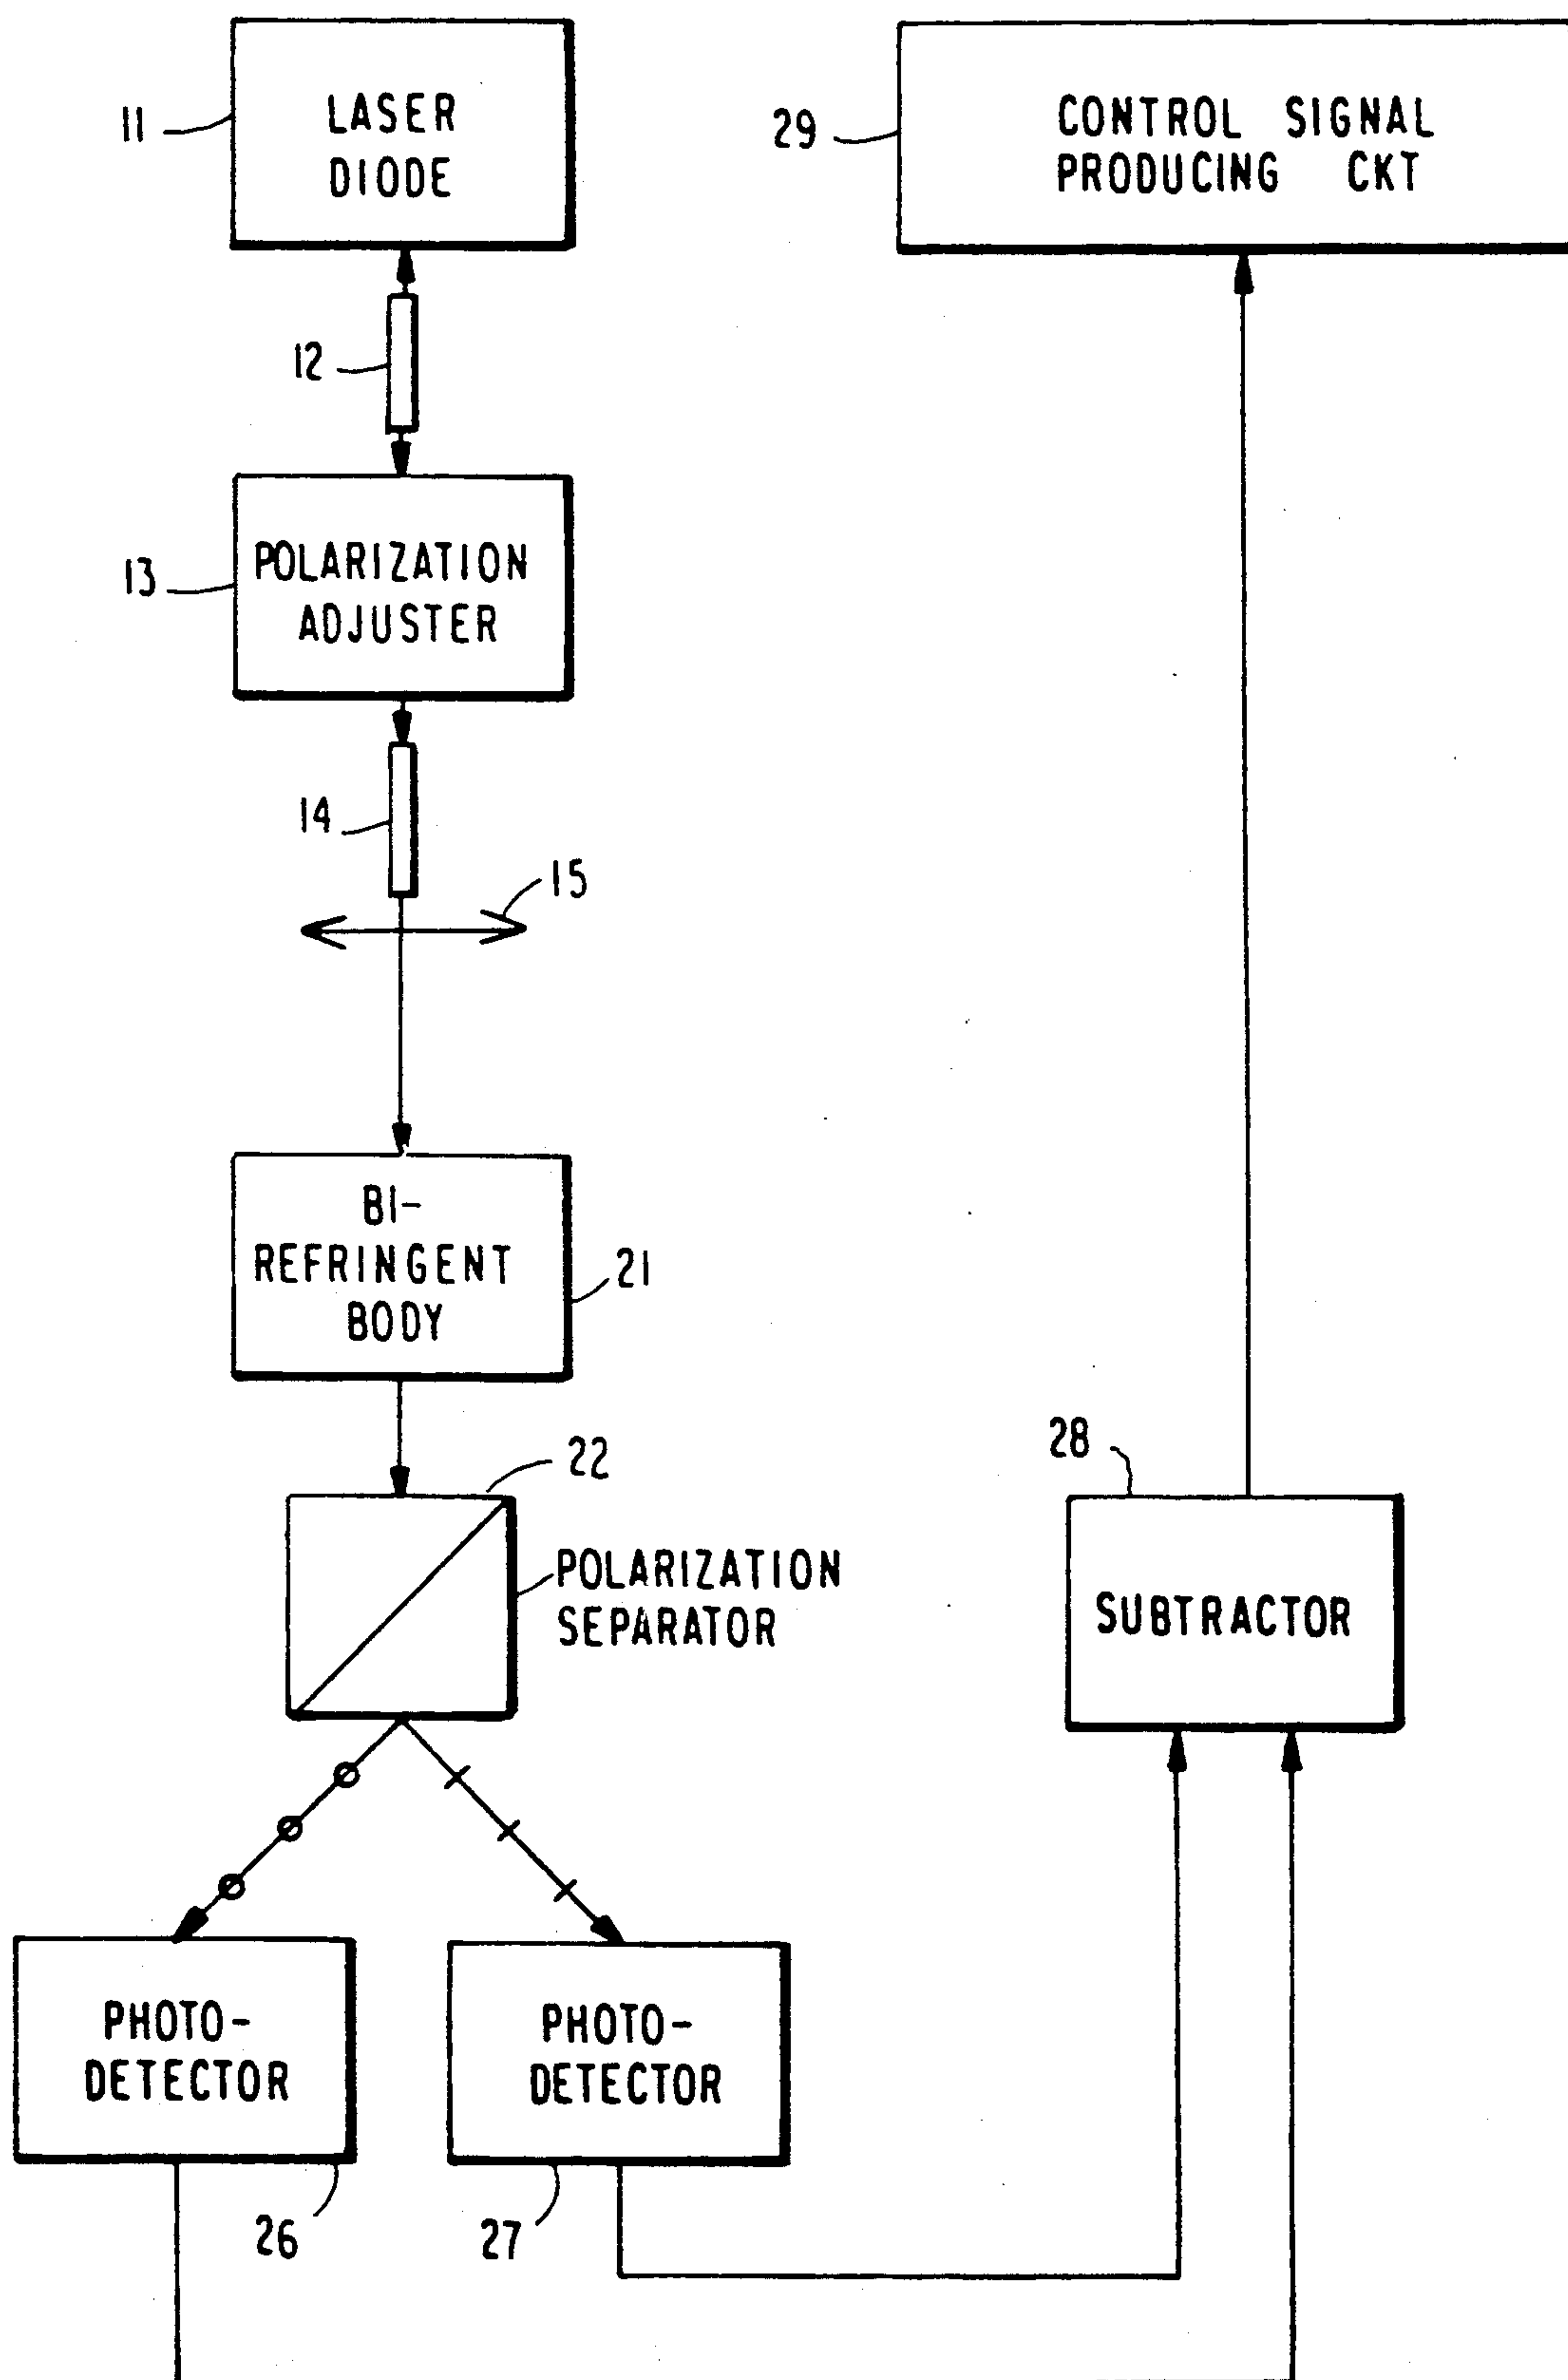 11
LASER
DIODE
29
CONTROL SIGNAL
PRODUCING CKT
12
13
POLARIZATION
ADJUSTER
14
15
BI-
REFRINGENT
BODY
21
22
POLARIZATION
SEPARATOR
28
SUBTRACTOR
PHOTO-
DETECTOR
PHOTO-
DETECTOR
26
27